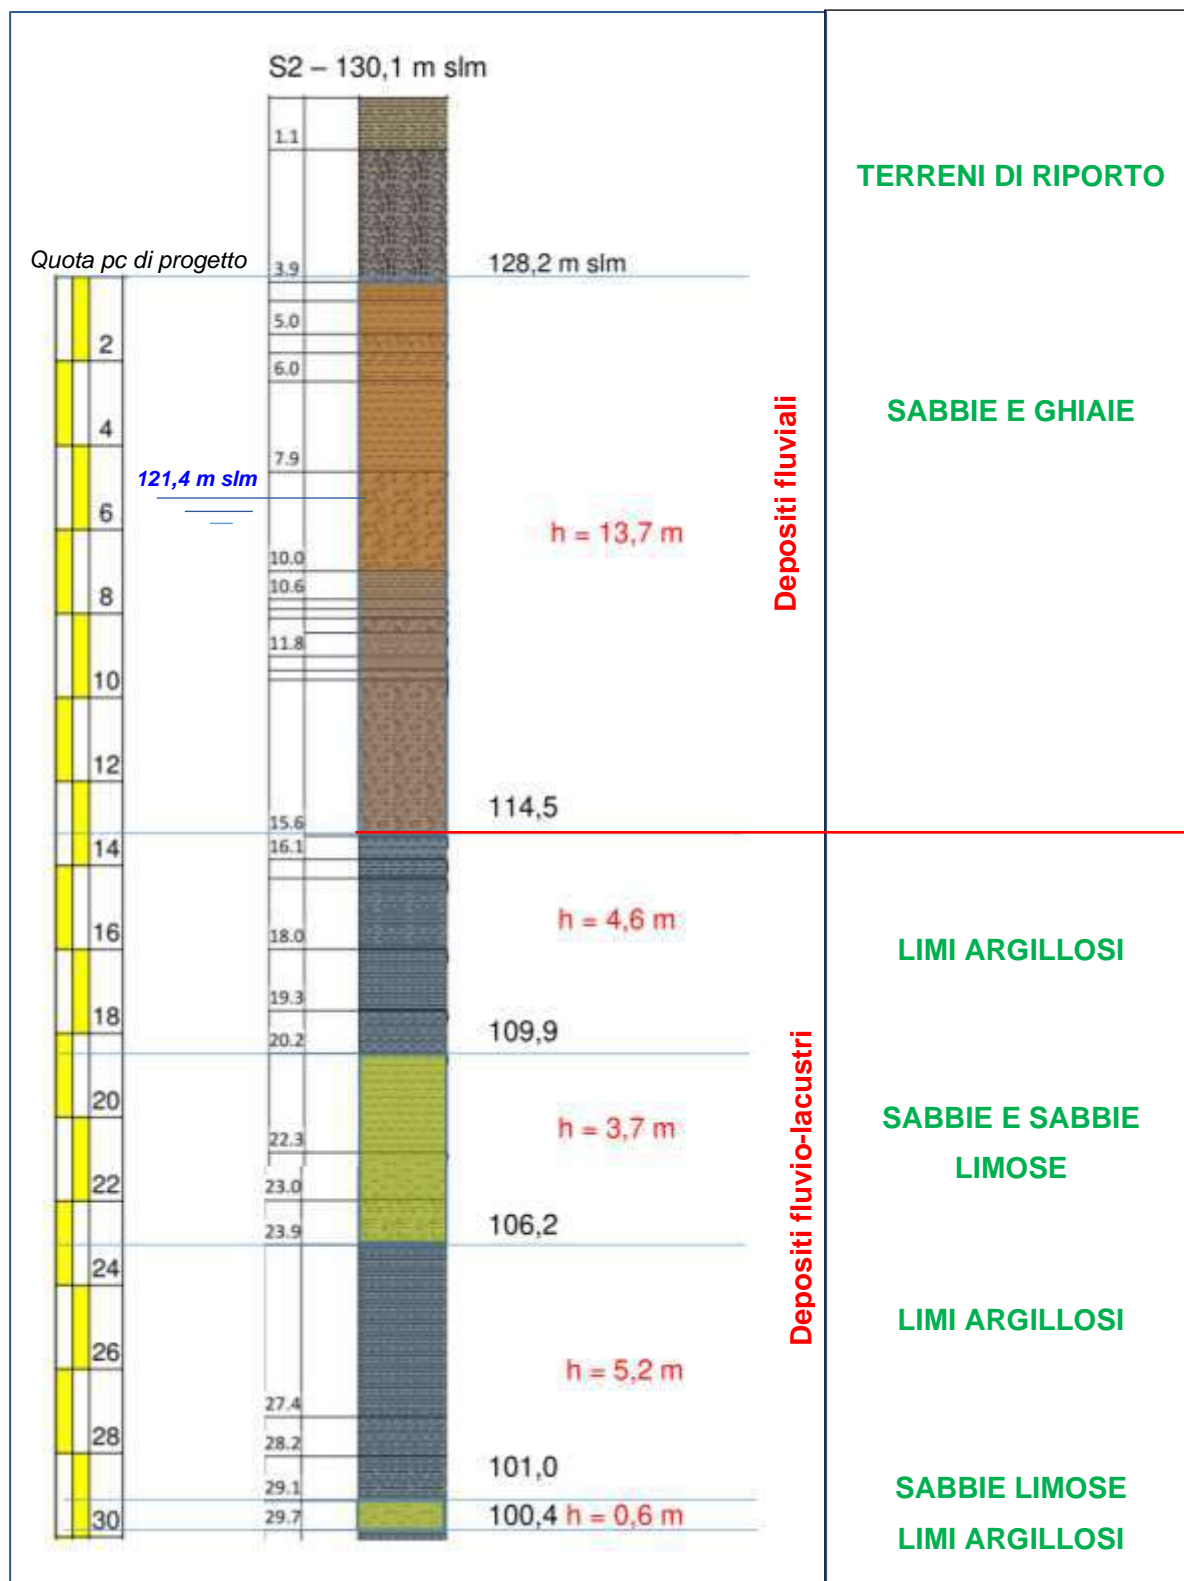 S2 – 130,1 m slm
1.1
TERRENI DI RIPORTO
Quota pc di progetto
3.9
128,2 m slm
5.0
2
6.0
SABBIE E GHIAIE
4
7.9
121,4 m slm
6
h = 13,7 m
Depositi fluviali
10.0
10.6
8
11.8
10
12
114,5
15.6
14
16.1
h = 4,6 m
16
18.0
LIMI ARGILLOSI
19.3
18
109,9
20.2
20
22.3
h = 3,7 m
SABBIE E SABBIE
LIMOSE
22
23.0
23.9
106,2
Depositi fluvio-lacustri
24
LIMI ARGILLOSI
26
h = 5,2 m
27.4
28
28.2
101,0
29.1
SABBIE LIMOSE
30
29.7
100,4 h = 0,6 m
LIMI ARGILLOSI